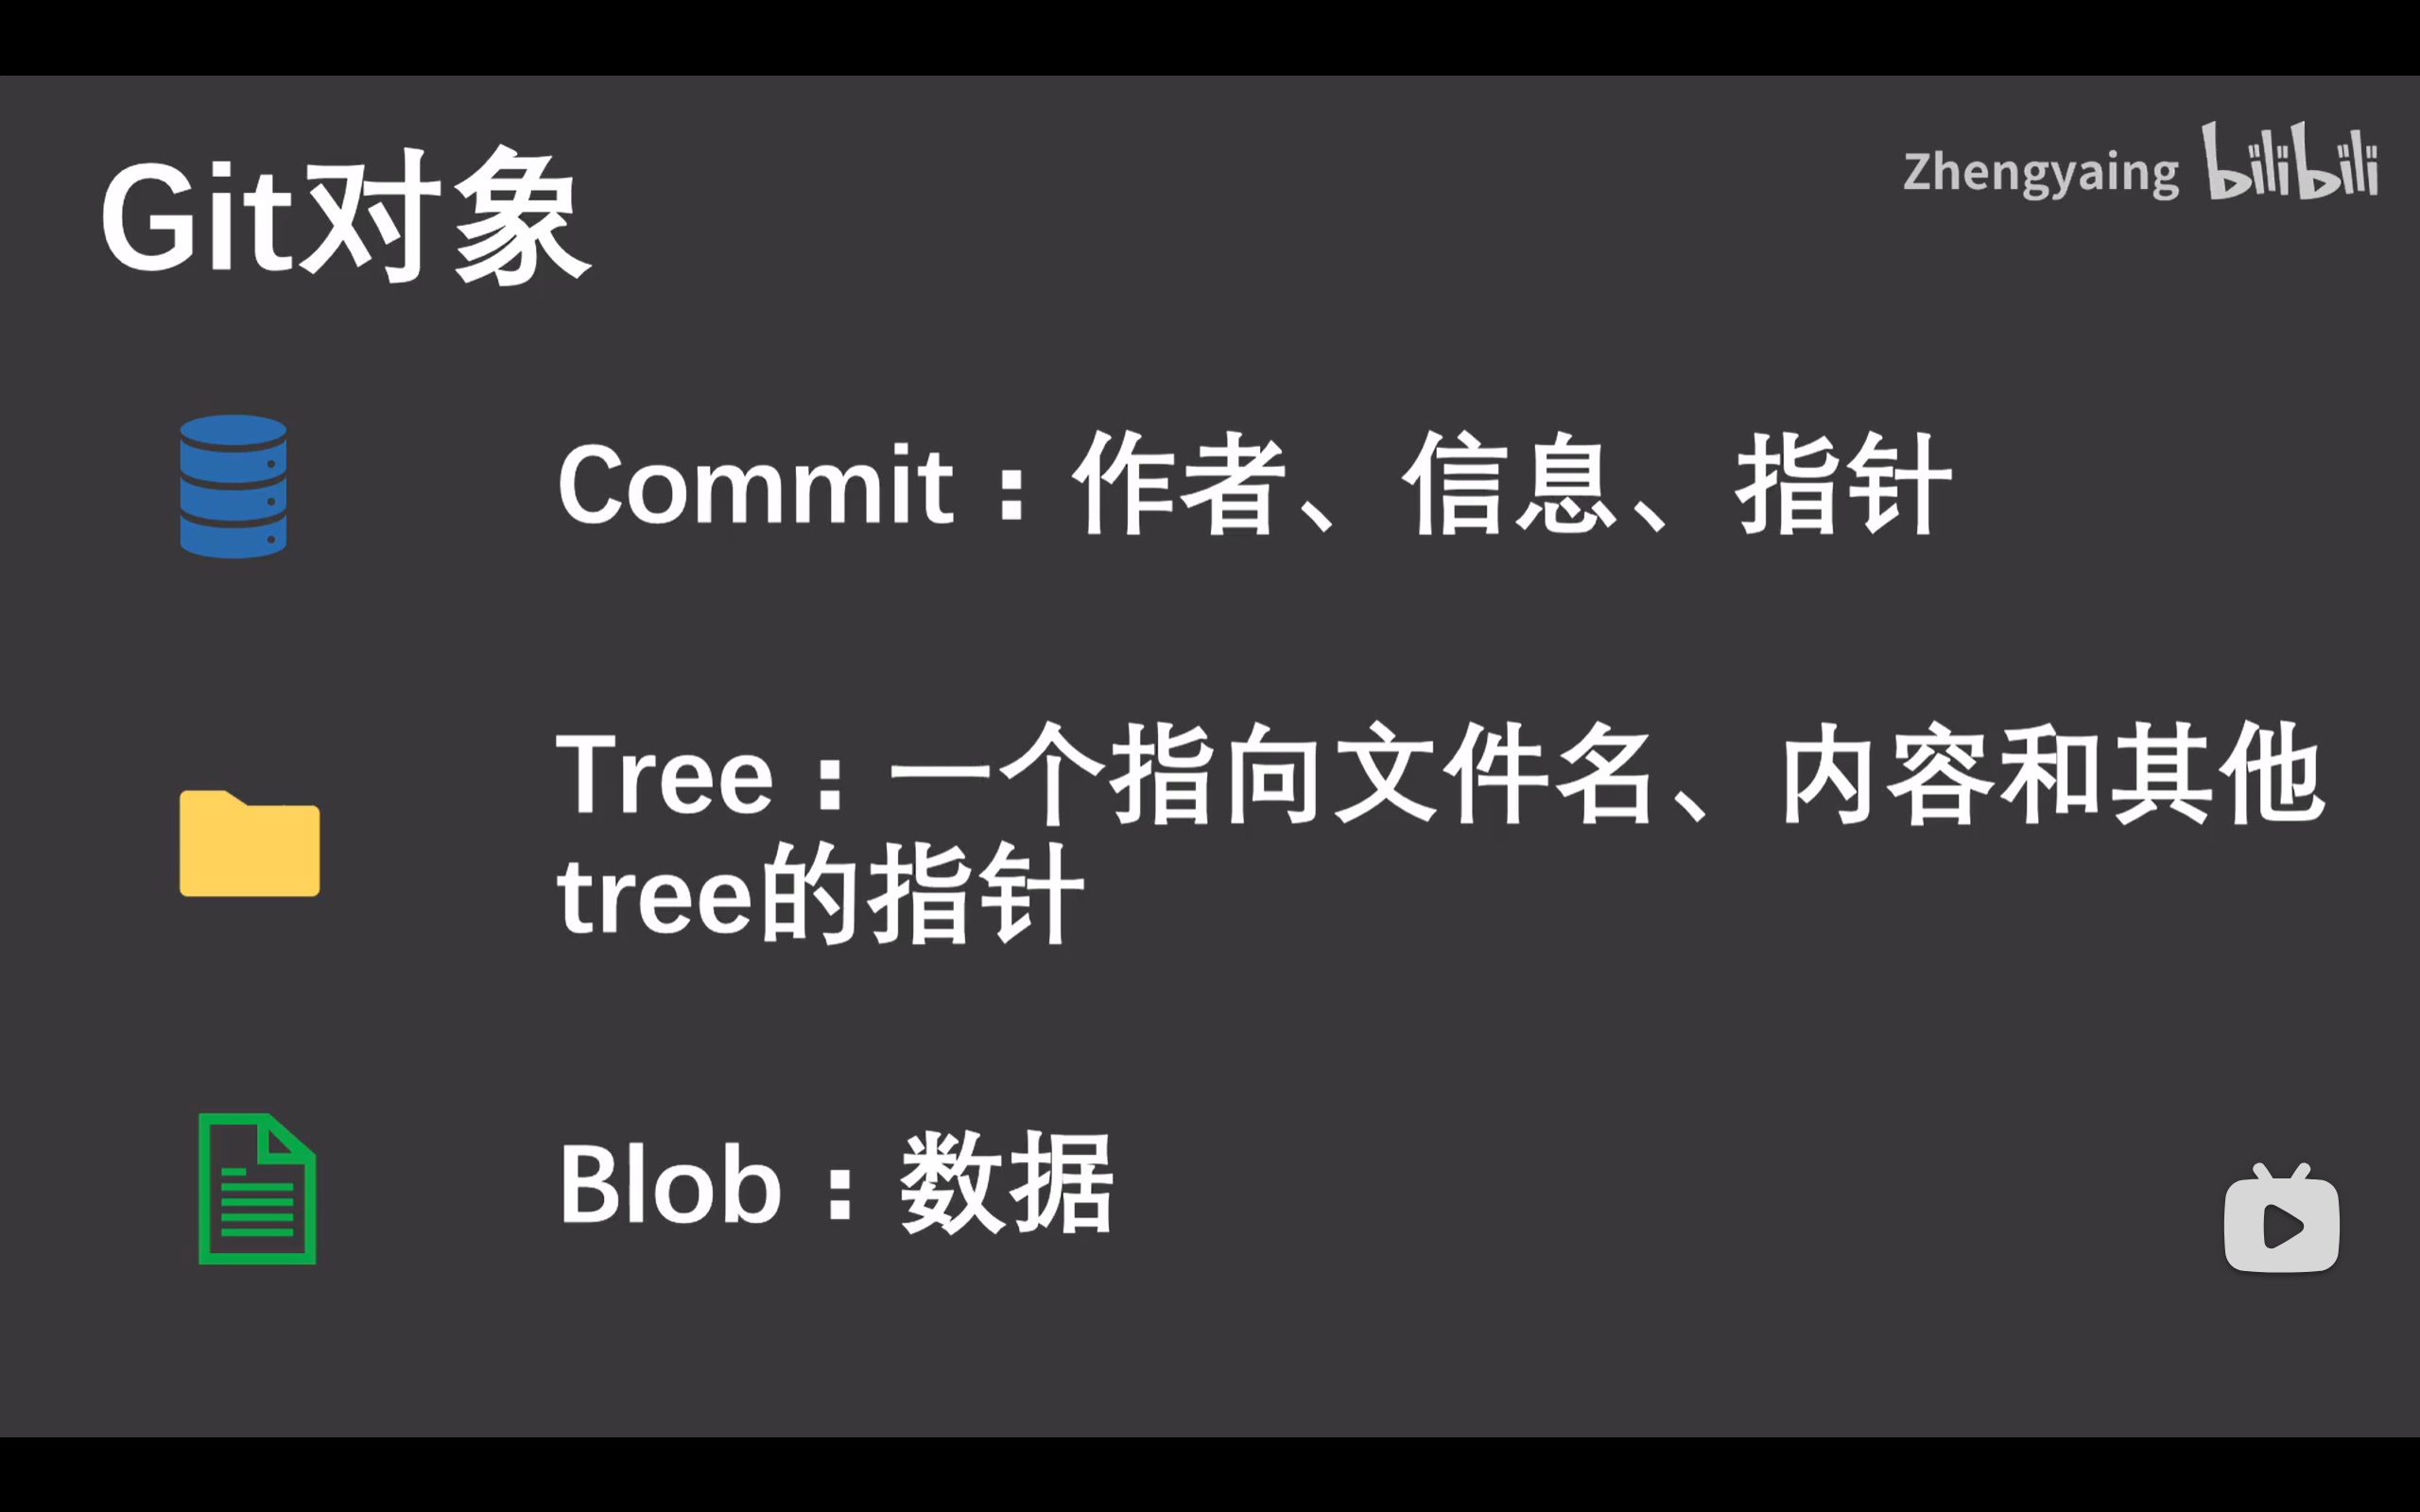 Git对象
Zhengyaing bilibili
Commit：作者、信息、指针
Tree：一个指向文件名、内容和其他
tree的指针
Blob：数据